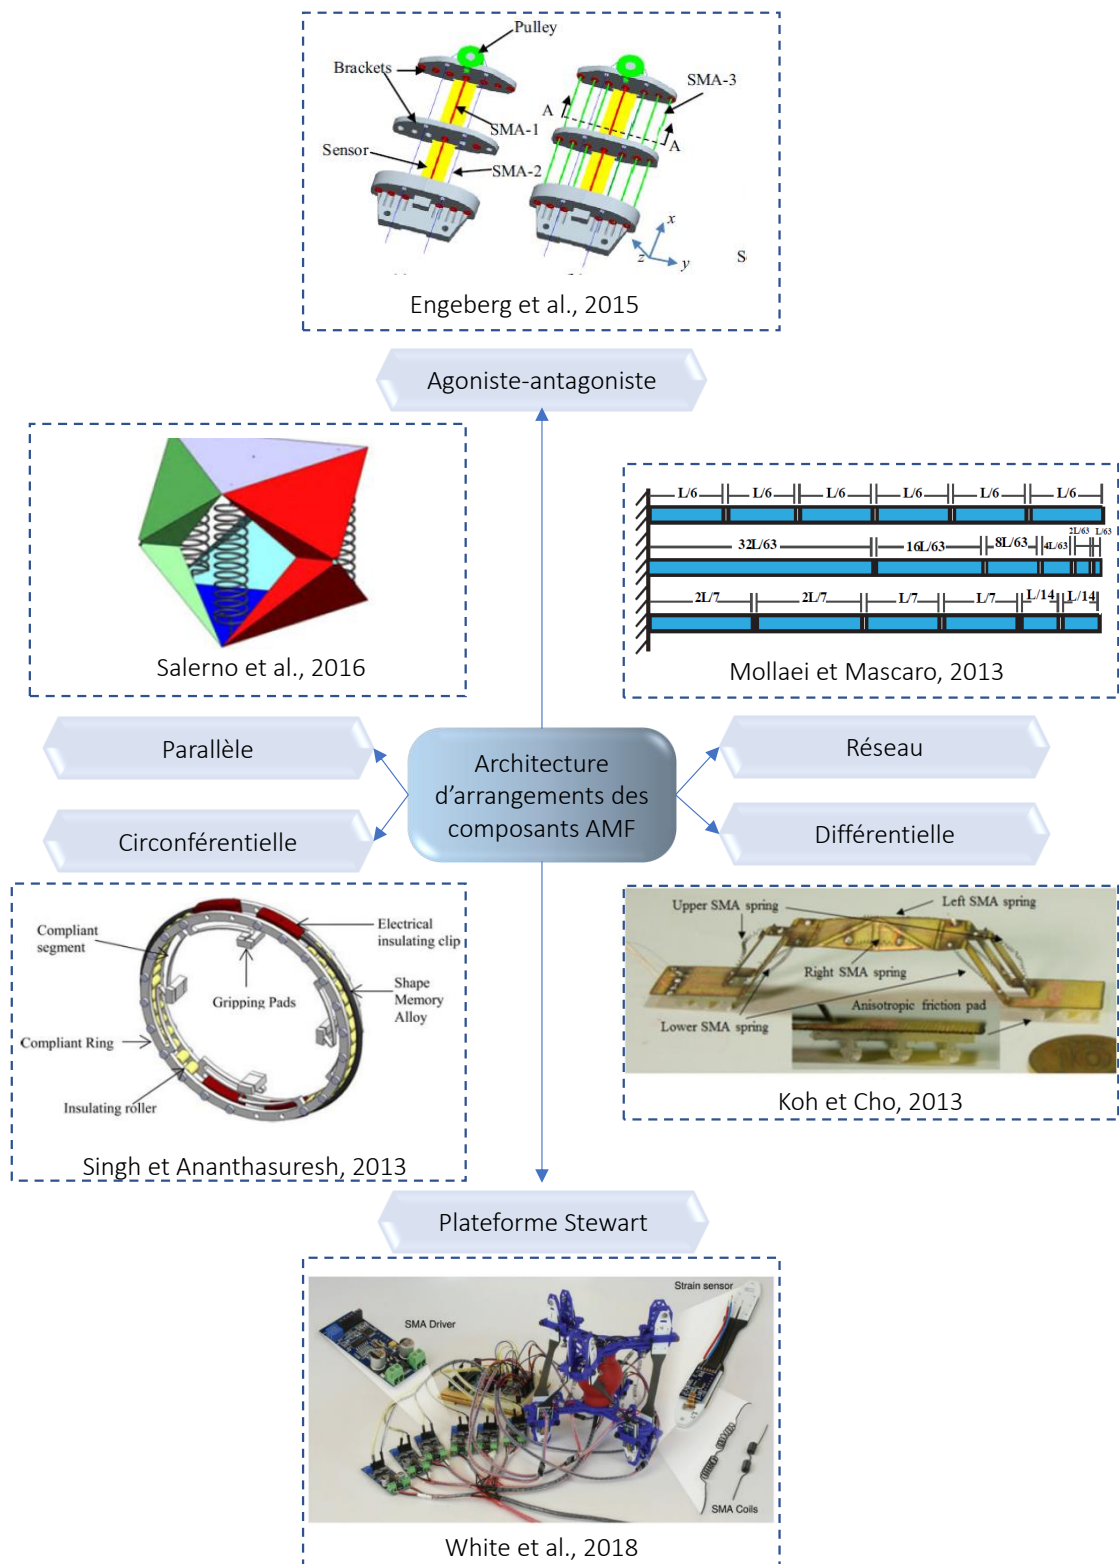 Pulley
Brackets
SMA-3
A
SMA-1
A
Sensor
SMA-2
x
z
y
S
Engeberg et al., 2015
Agoniste-antagoniste
Salerno et al., 2016
L/6 L/6 L/6 L/6 L/6 L/6
32L/63 16L/63 8L/63 4L/63 2L/63 L/63
2L/7 2L/7 L/7 L/7 L/14 L/14
Mollaei et Mascaro, 2013
Parallèle
Architecture
d’arrangements des
composants AMF
Réseau
Circonférentielle
Différentielle
Compliant
segment
Electrical
insulating clip
Gripping Pads
Shape
Memory
Alloy
Compliant Ring
Insulating roller
Singh et Ananthasuresh, 2013
Upper SMA spring
Left SMA spring
Right SMA spring
Anisotropic friction pad
Lower SMA spring
Koh et Cho, 2013
Plateforme Stewart
Strain sensor
SMA Driver
SMA Coils
White et al., 2018